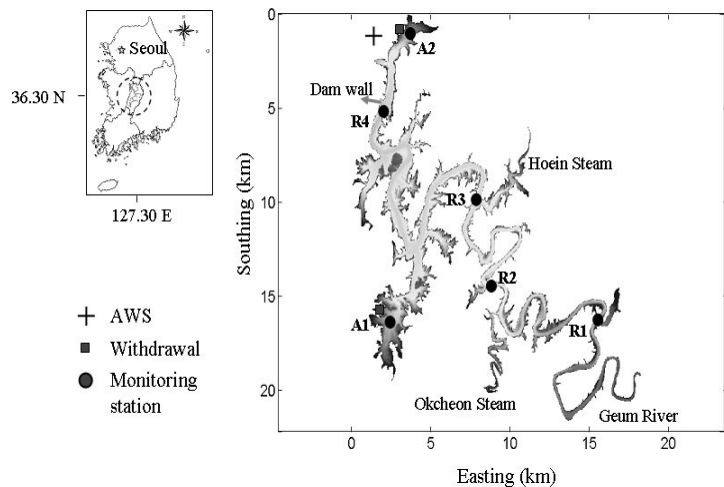 Seoul
36.30 N
127.30 E
AWS
Withdrawal
Monitoring
station
Southing (km)
0
5
10
15
20
A2
Dam wall
R4
Hoein Steam
R3
R2
A1
R1
Okcheon Steam
Geum River
0
5
10
15
20
Easting (km)